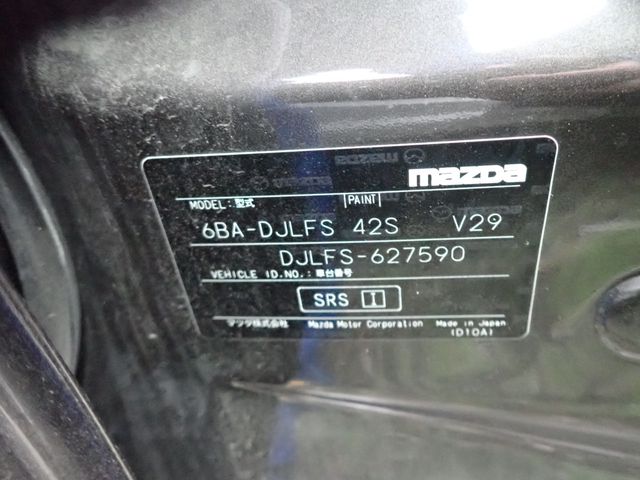 mazda
MODEL:型式 PAINT
6BA-DJLFS 42S V29
DJLFS-627590
VEHICLE ID.NO.:車台番号
SRS I
マツダ株式会社 Mazda Motor Corporation Made in Japan
(D10A)